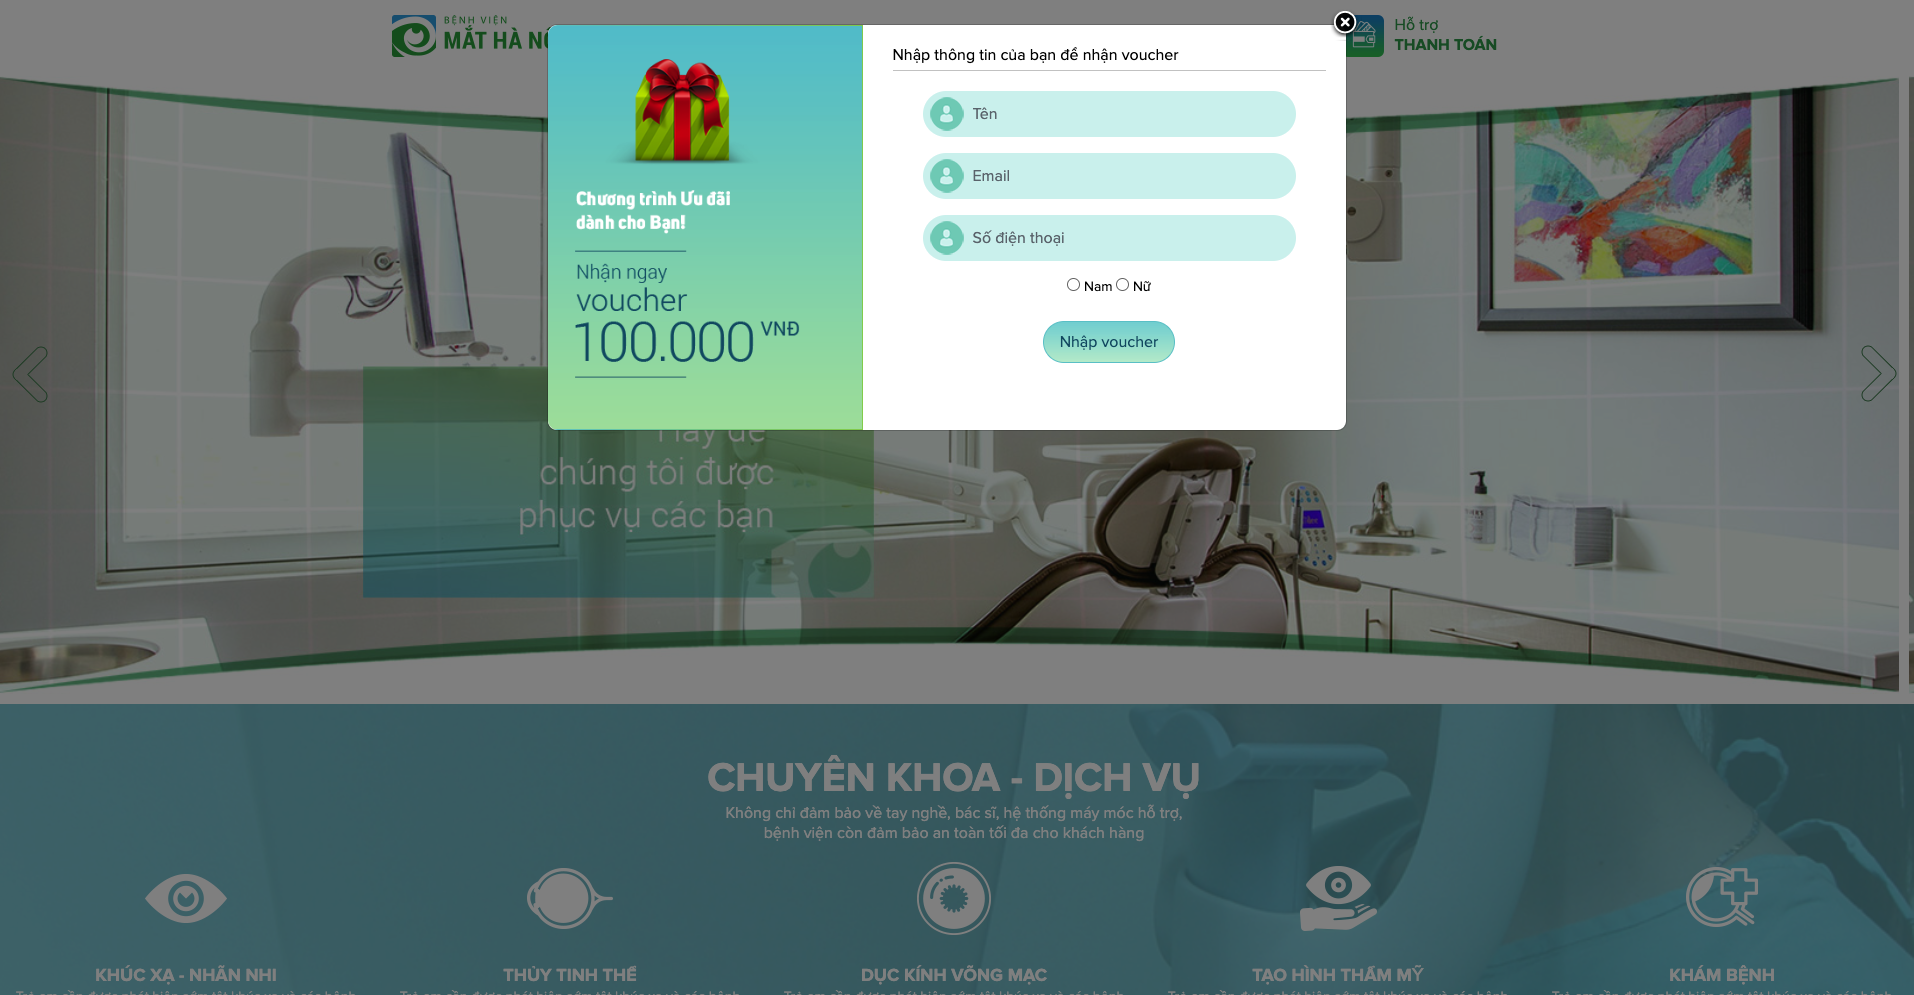 BỆNH VIỆN
MẮT HÀ
Hỗ trợ
THANH TOÁN
Nhập thông tin của bạn để nhận voucher
Tên
Email
Số điện thoại
Nam Nữ
Nhập voucher
Chương trình Ưu đãi
dành cho Bạn!
Nhận ngay
voucher
100.000 VNĐ
Hãy để
chúng tôi được
phục vụ các bạn
CHUYÊN KHOA - DỊCH VỤ
Không chỉ đảm bảo về tay nghề, bác sĩ, hệ thống máy móc hỗ trợ,
bệnh viện còn đảm bảo an toàn tối đa cho khách hàng
KHÚC XẠ - NHÃN NHI
THỦY TINH THỂ
DỤC KÍNH VÕNG MẠC
TẠO HÌNH THẨM MỸ
KHÁM BỆNH